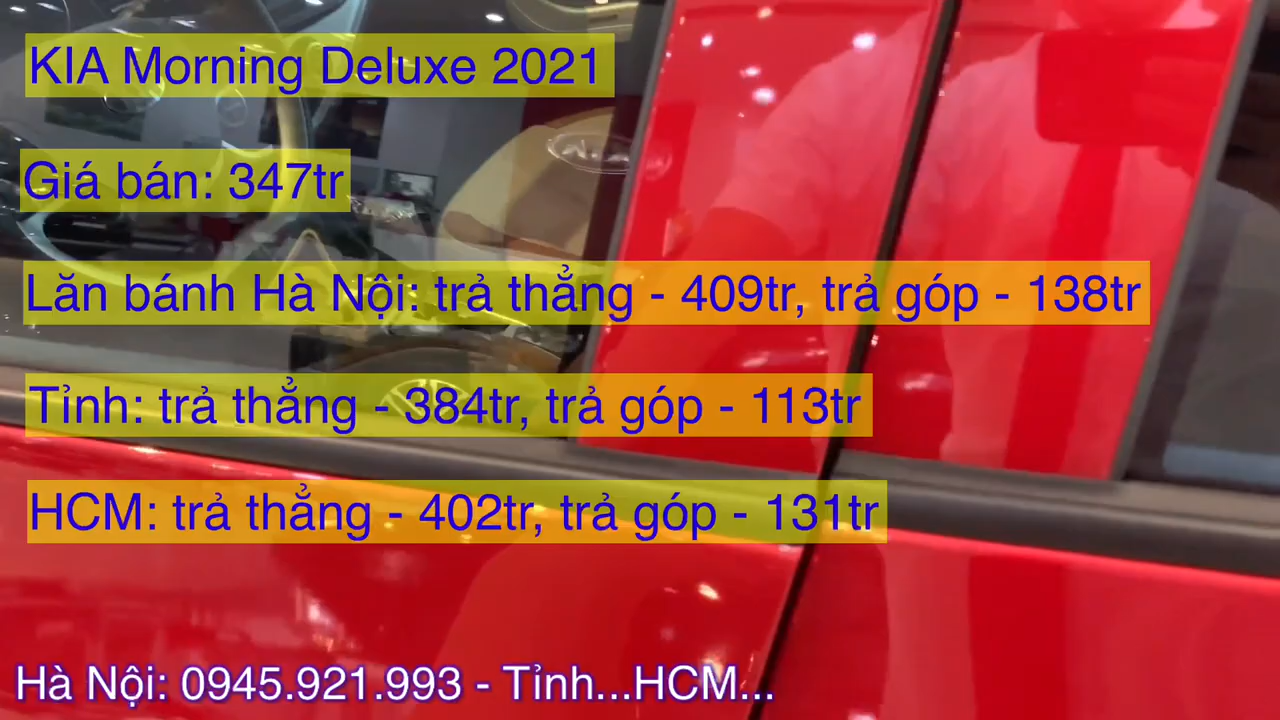 KIA Morning Deluxe 2021
Giá bán: 347tr
Lăn bánh Hà Nội: trả thẳng - 409tr, trả góp - 138tr
Tỉnh: trả thẳng - 384tr, trả góp - 113tr
HCM: trả thẳng - 402tr, trả góp - 131tr
Hà Nội: 0945.921.993 - Tỉnh...HCM...